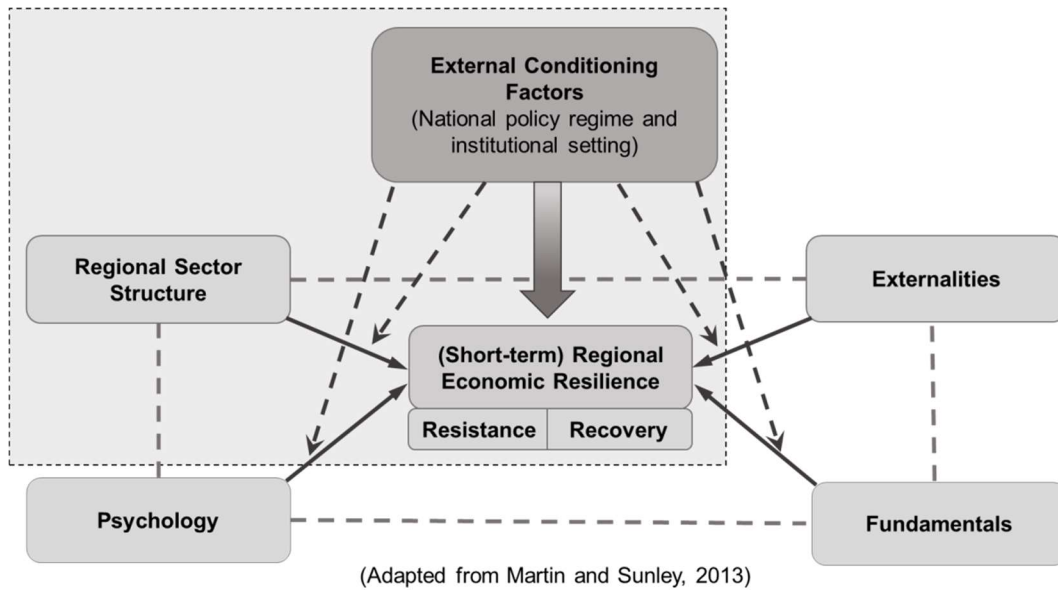 External Conditioning
Factors
(National policy regime and
institutional setting)
Regional Sector
Structure
Externalities
(Short-term) Regional
Economic Resilience
Resistance
Recovery
Psychology
Fundamentals
(Adapted from Martin and Sunley, 2013)